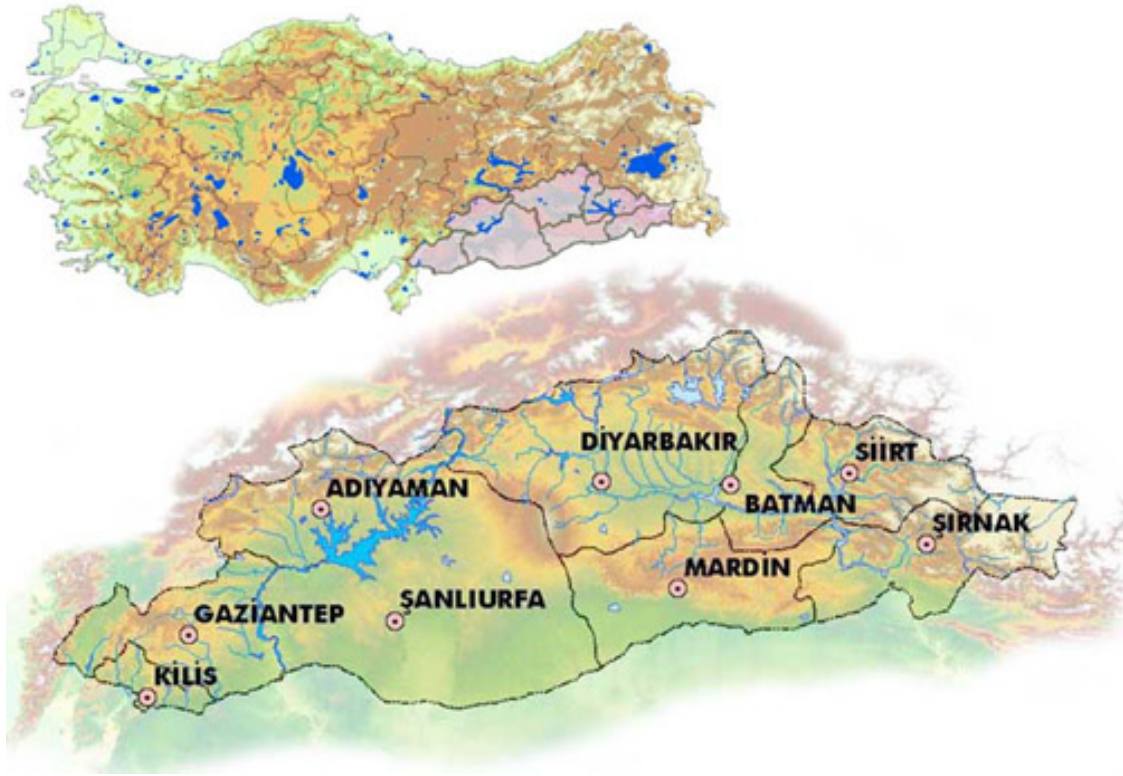 DİYARBAKIR
SİİRT
ADIYAMAN
BATMAN
ŞIRNAK
MARDİN
GAZİANTEP
ŞANLIURFA
KİLİS